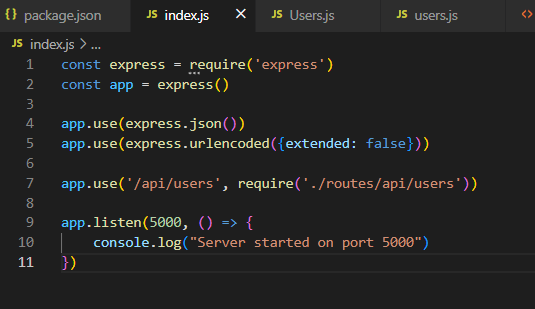 {} package.json JS index.js × JS Users.js JS users.js <>
JS index.js > ...
1 const express = require('express')
2 const app = express()
3
4 app.use(express.json())
5 app.use(express.urlencoded({extended: false}))
6
7 app.use('/api/users', require('./routes/api/users'))
8
9 app.listen(5000, () => {
10     console.log("Server started on port 5000")
11 })